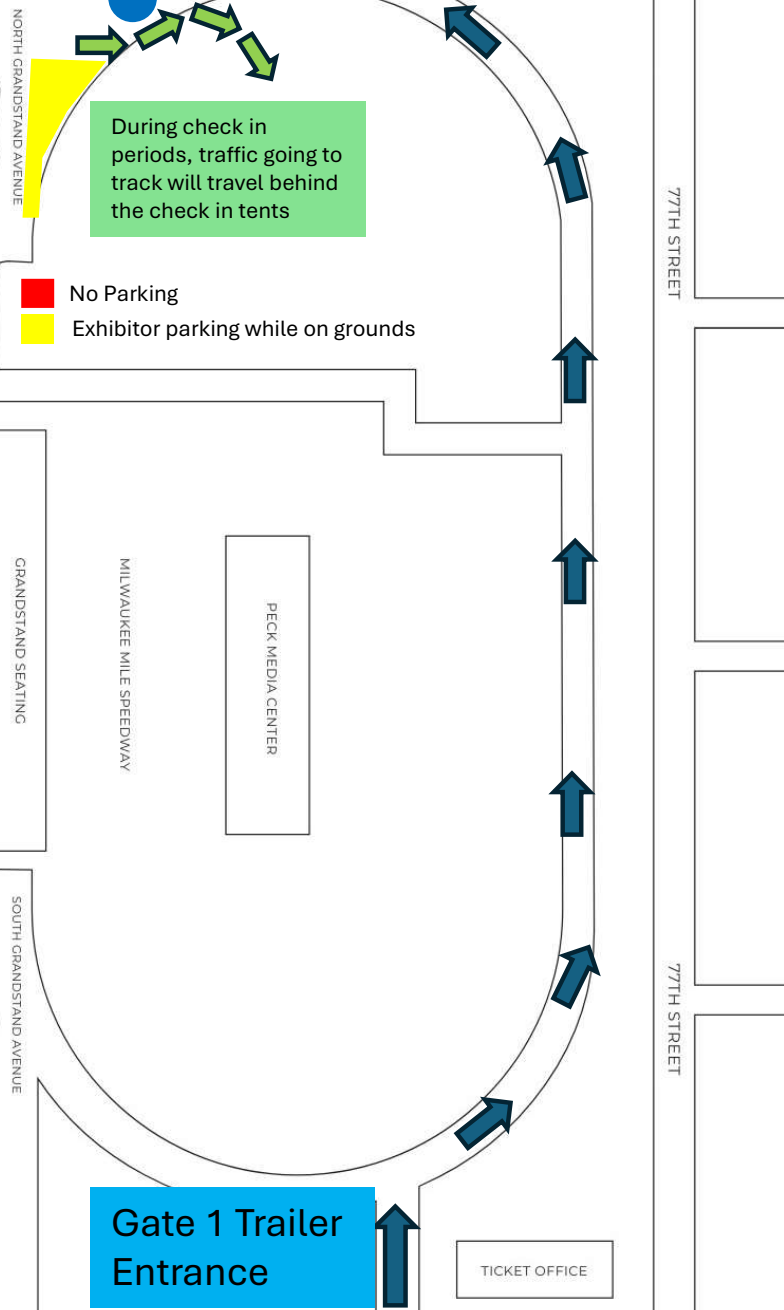 NORTH GRANDSTAND AVENUE
During check in
periods, traffic going to
track will travel behind
the check in tents
77TH STREET
No Parking
Exhibitor parking while on grounds
GRANDSTAND SEATING
MILWAUKEE MILE SPEEDWAY
PECK MEDIA CENTER
SOUTH GRANDSTAND AVENUE
77TH STREET
Gate 1 Trailer
Entrance
TICKET OFFICE